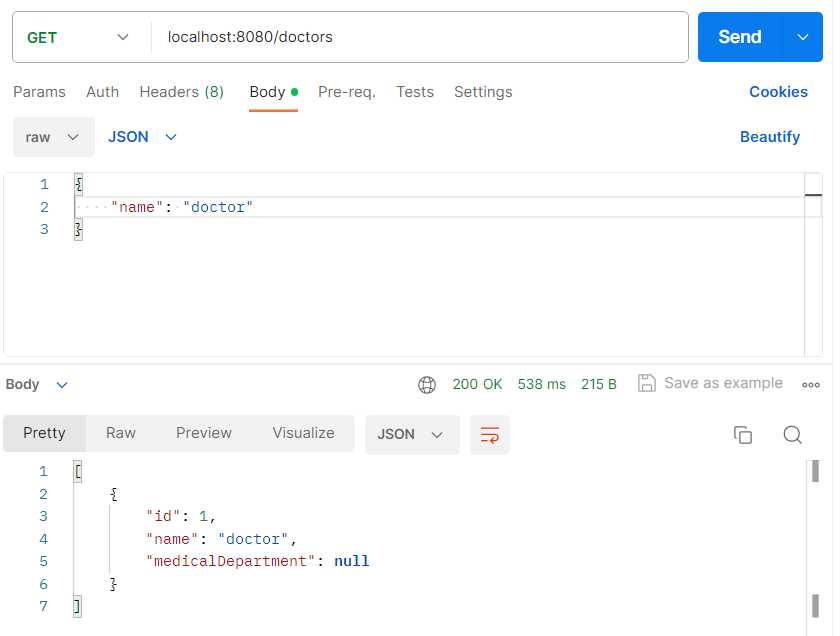 GET localhost:8080/doctors Send
Params Auth Headers (8) Body Pre-req. Tests Settings Cookies
raw JSON Beautify
1 {
2 "name": "doctor"
3 }
Body 200 OK 538 ms 215 B Save as example
Pretty Raw Preview Visualize JSON
1 [
2 {
3 "id": 1,
4 "name": "doctor",
5 "medicalDepartment": null
6 }
7 ]